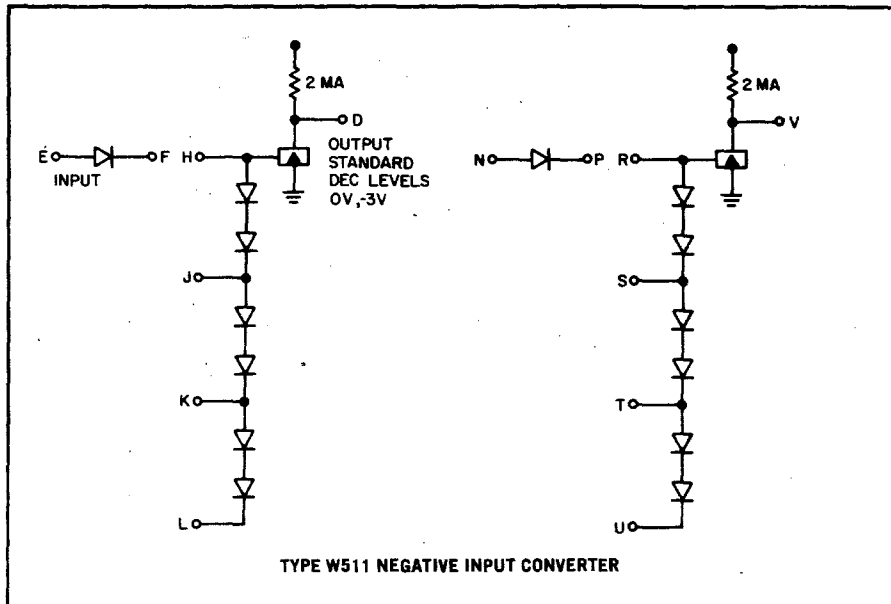 2 MA
D
E
INPUT
F
H
OUTPUT
STANDARD
DEC LEVELS
0V,-3V
J
K
L
2 MA
V
N
P
R
S
T
U
TYPE W511 NEGATIVE INPUT CONVERTER